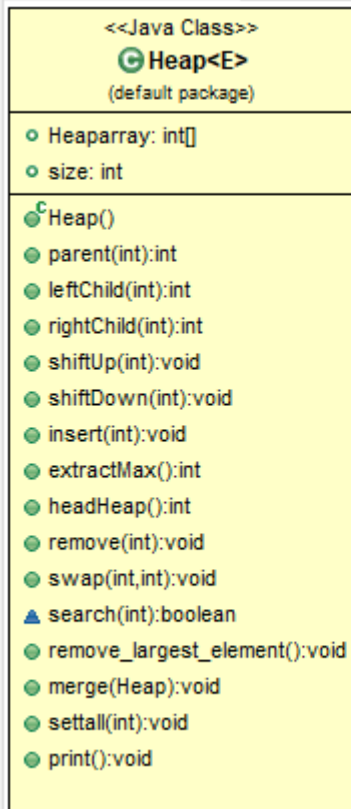 <<Java Class>>
G Heap<E>
(default package)
Heaparray: int[]
size: int
C Heap()
parent(int):int
leftChild(int):int
rightChild(int):int
shiftUp(int):void
shiftDown(int):void
insert(int):void
extractMax():int
headHeap():int
remove(int):void
swap(int,int):void
search(int):boolean
remove_largest_element():void
merge(Heap):void
settall(int):void
print():void